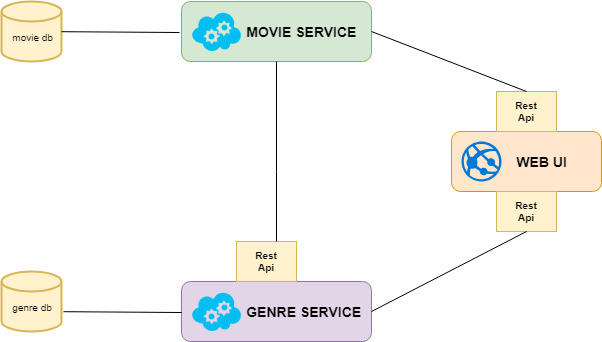 movie db
MOVIE SERVICE
Rest
Api
WEB UI
Rest
Api
Rest
Api
genre db
GENRE SERVICE